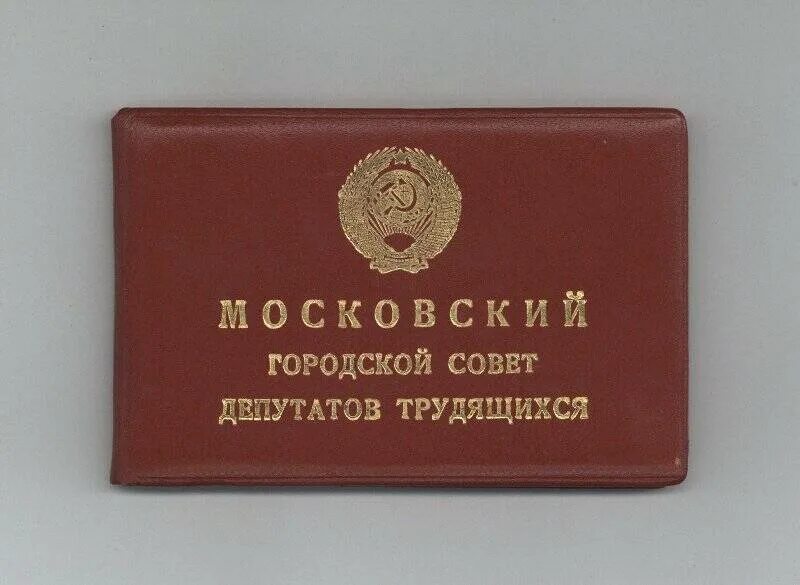 МОСКОВСКИЙ
ГОРОДСКОЙ СОВЕТ
ДЕПУТАТОВ ТРУДЯЩИХСЯ